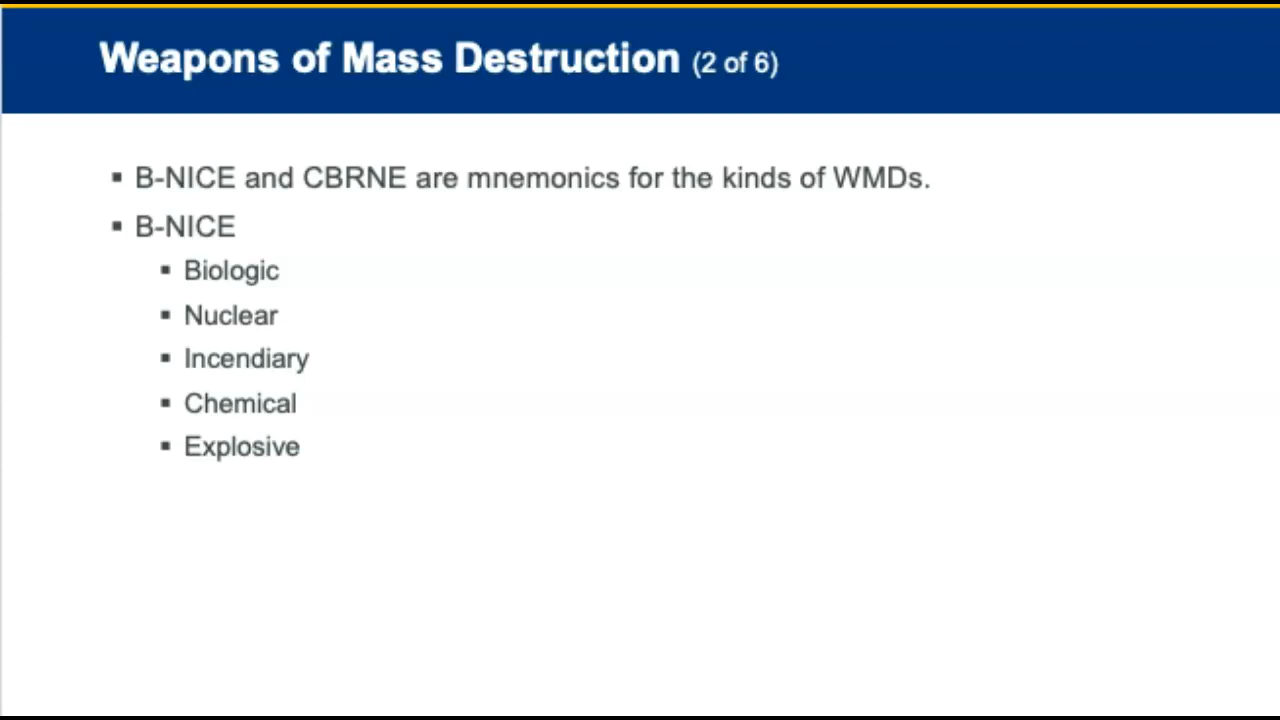 Weapons of Mass Destruction (2 of 6)
▪ B-NICE and CBRNE are mnemonics for the kinds of WMDs.
▪ B-NICE
▪ Biologic
▪ Nuclear
▪ Incendiary
▪ Chemical
▪ Explosive